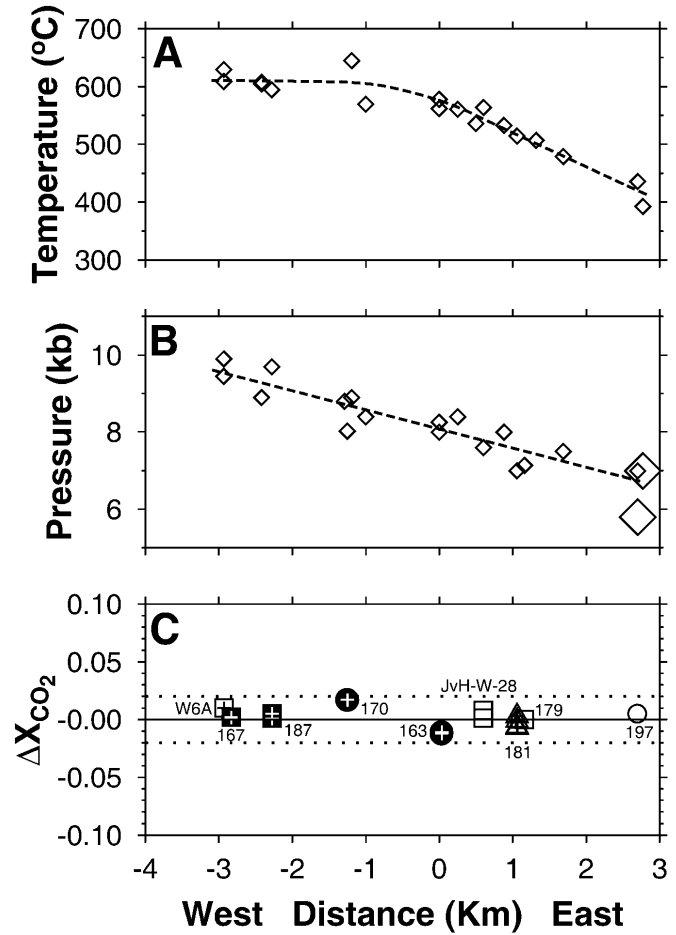 A
Temperature (ºC)
700
600
500
400
300
B
Pressure (kb)
10
8
6
C
ΔXCO2
0.10
0.05
-0.00
-0.05
-0.10
JvH-W-28
W6A
167
187
170
163
179
181
197
-4 -3 -2 -1 0 1 2 3
West Distance (Km) East